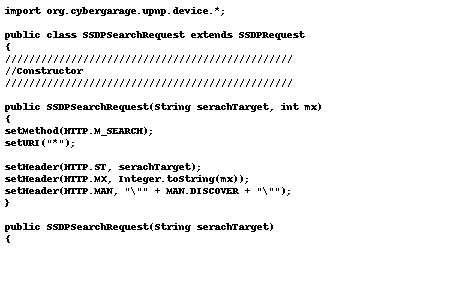 import org.cybergarage.upnp.device.*;
public class SSDPSearchRequest extends SSDPRequest
{
////////////////////////////////////////////////
//Constructor
////////////////////////////////////////////////
public SSDPSearchRequest(String serachTarget, int mx)
{
setMethod(HTTP.M_SEARCH);
setURI("*");
setHeader(HTTP.ST, serachTarget);
setHeader(HTTP.MX, Integer.toString(mx));
setHeader(HTTP.MAN, "\"" + MAN.DISCOVER + "\"");
}
public SSDPSearchRequest(String serachTarget)
{